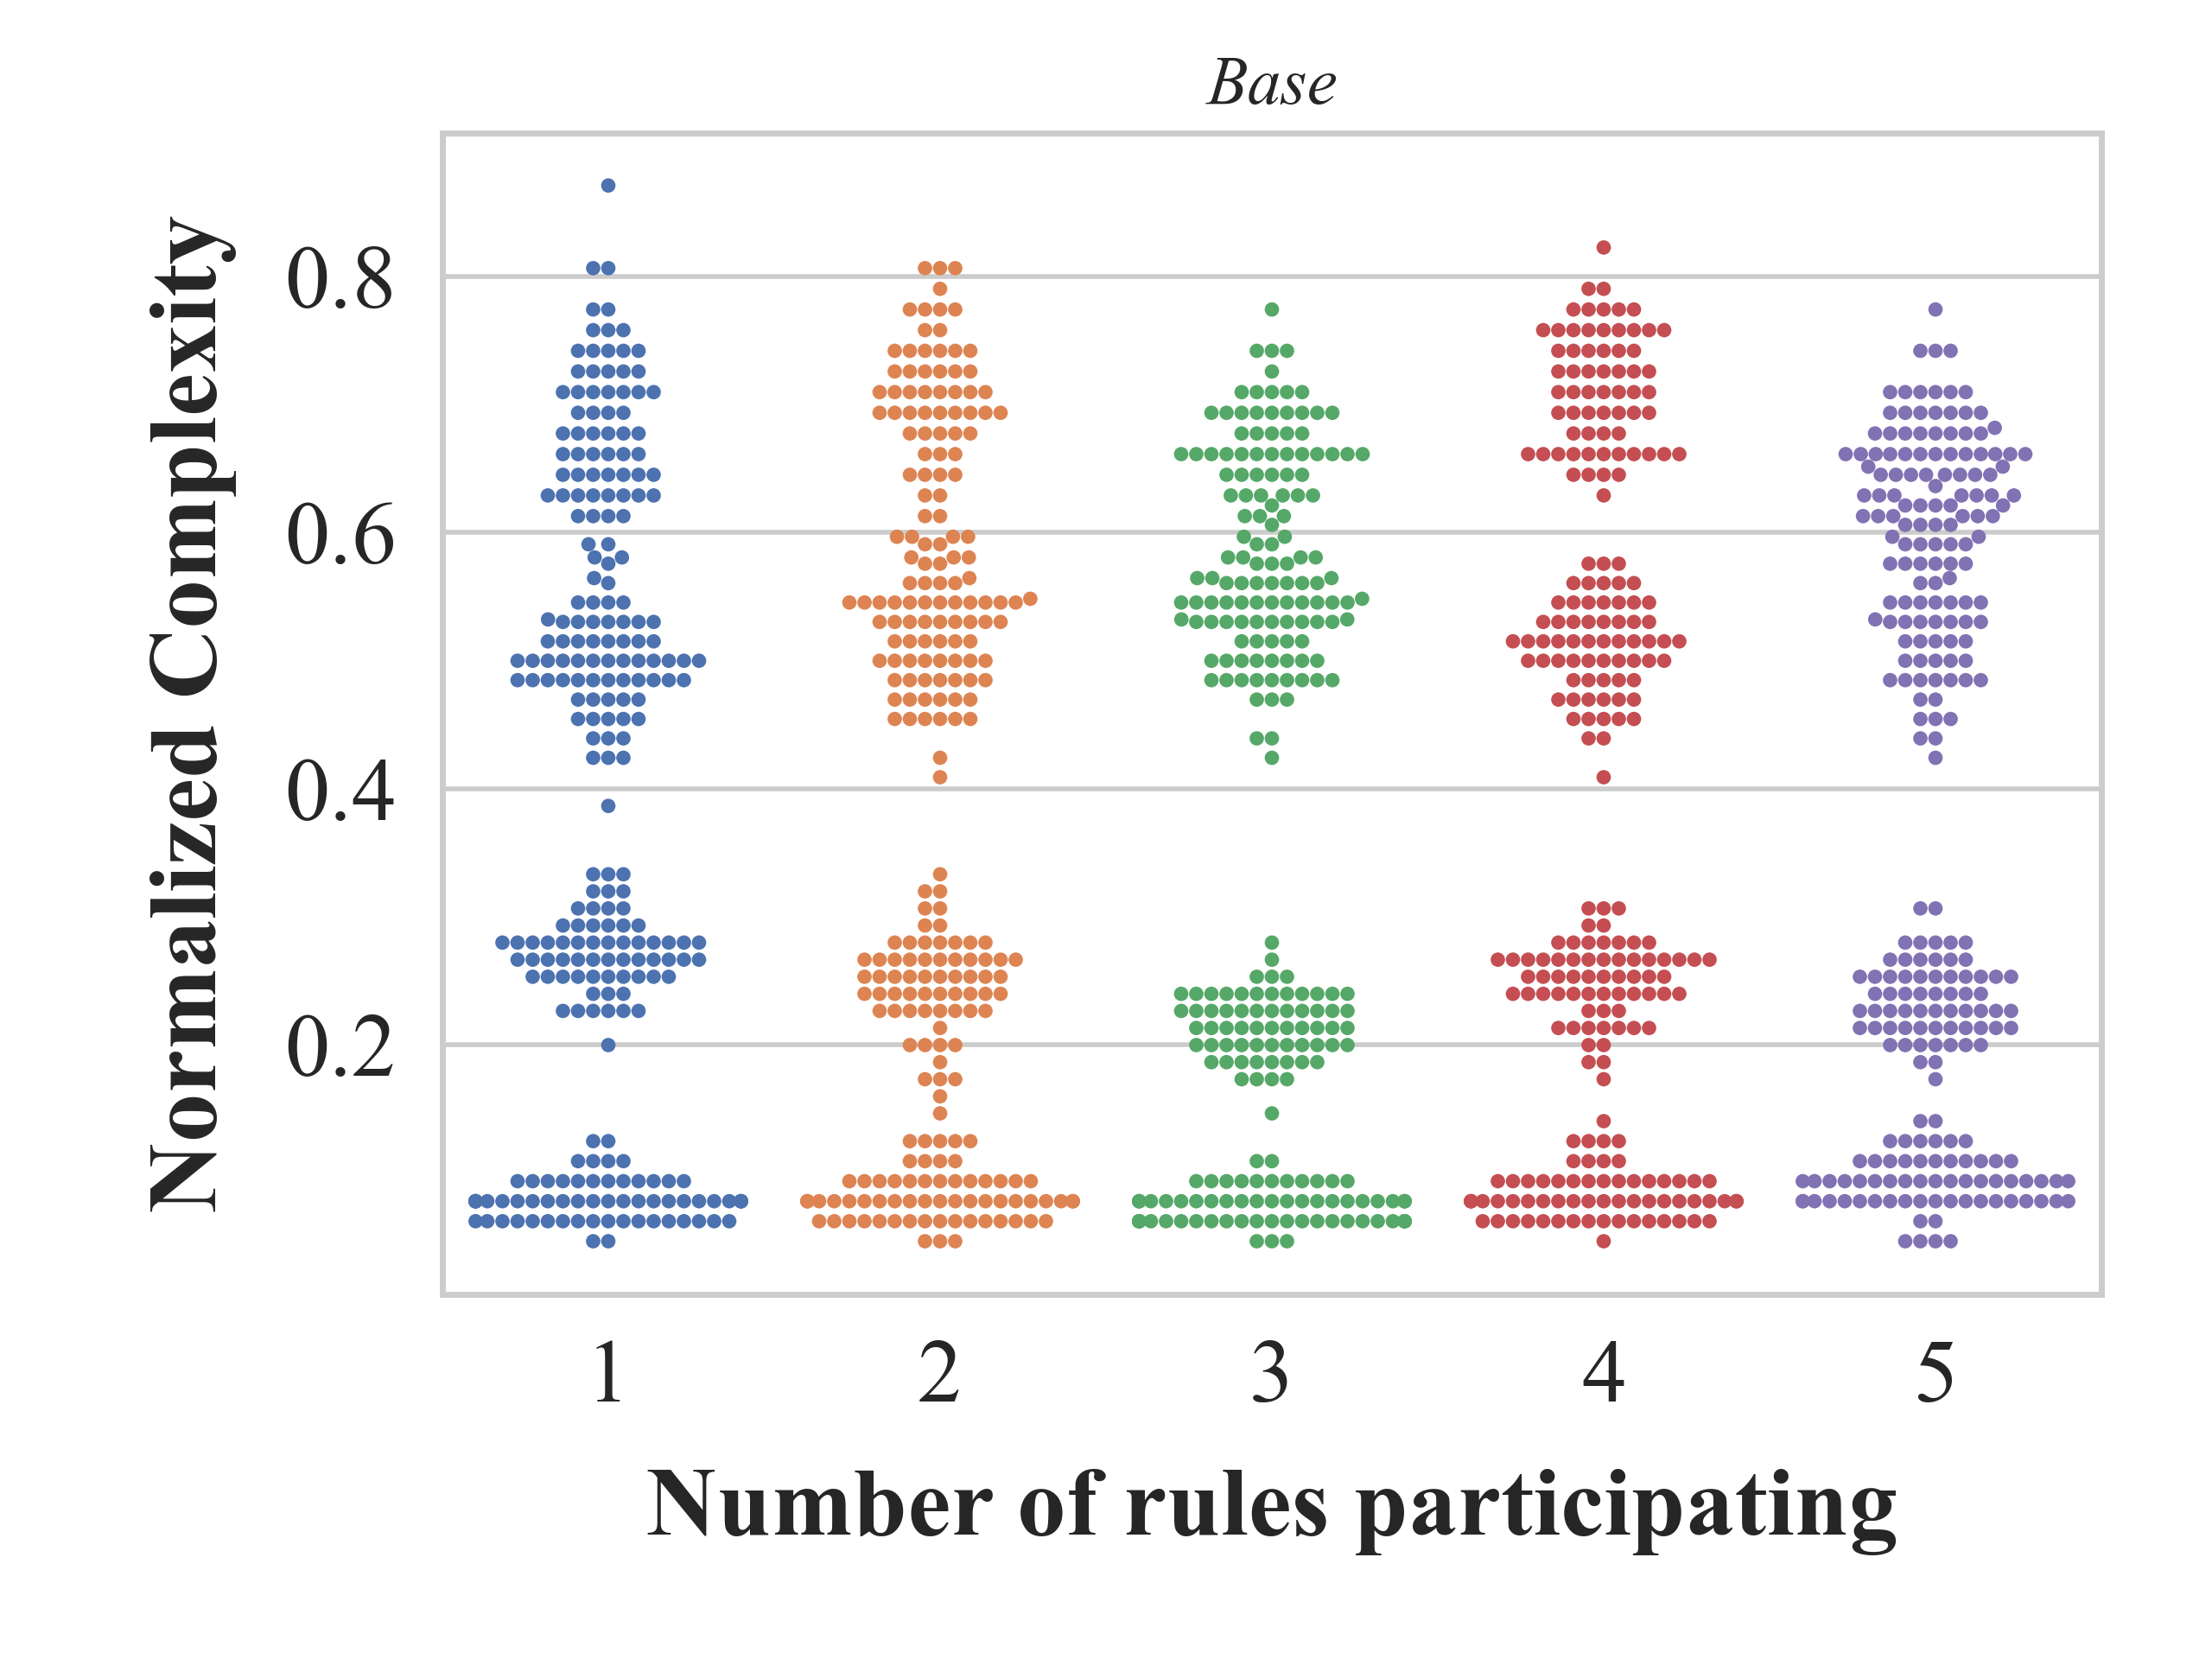 Base
Normalized Complexity
0.8
0.6
0.4
0.2
1 2 3 4 5
Number of rules participating